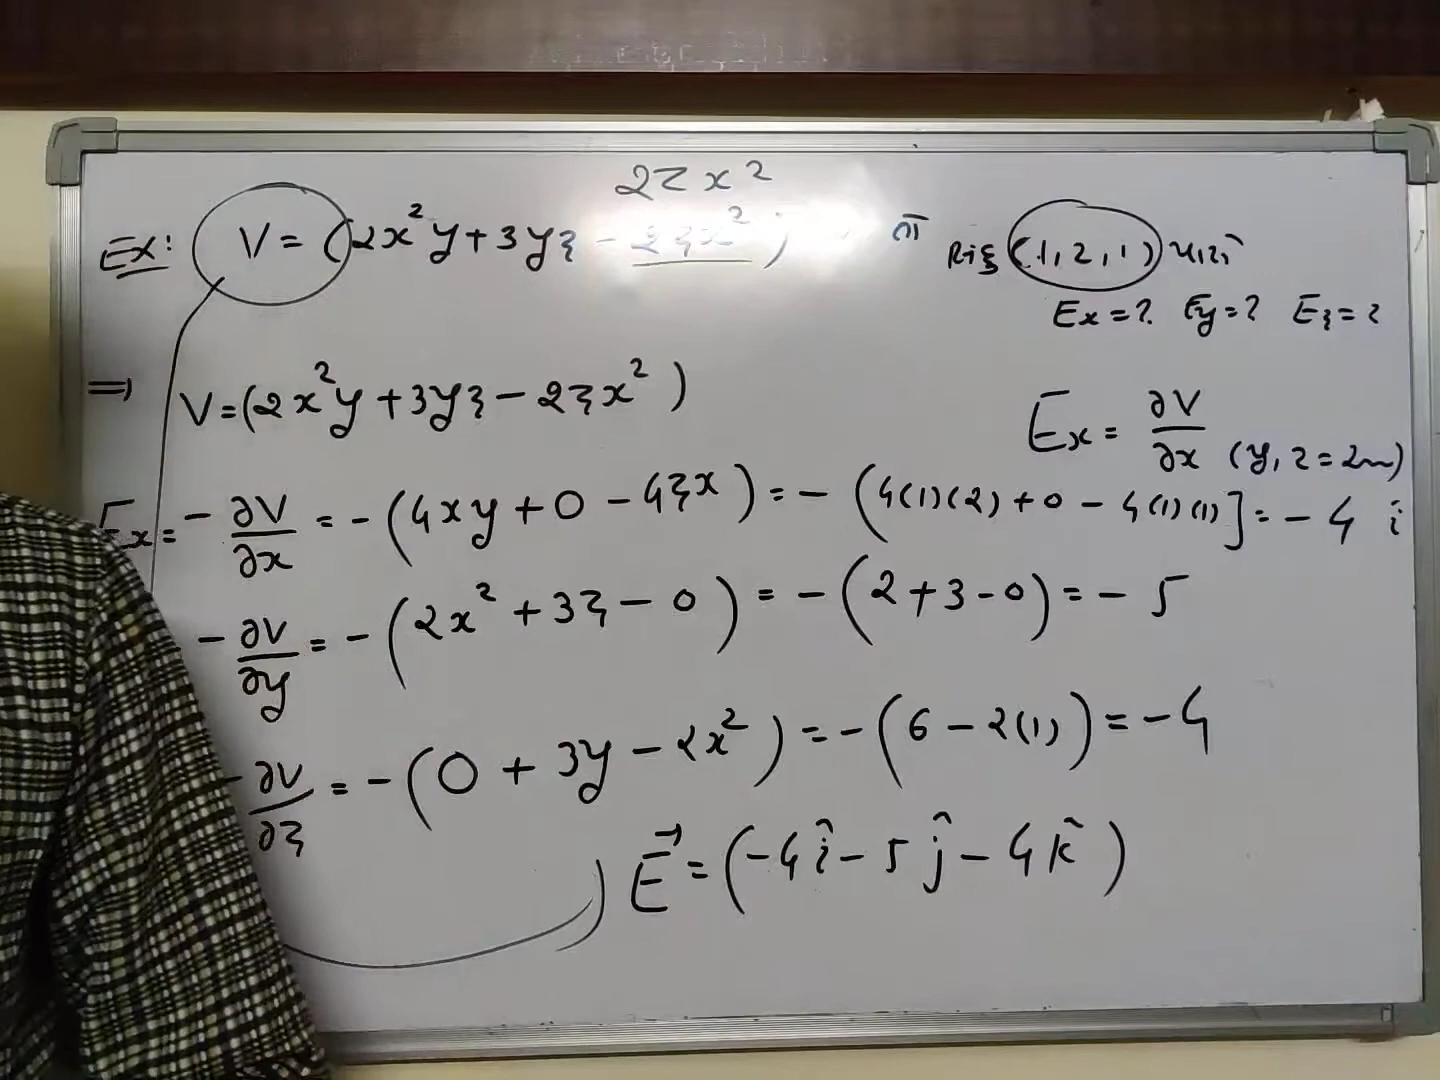 2zx²
Ex: V = (2x²y + 3yz - 2zx²) বিন্দু (1, 2, 1)
Ex = ? Ey = ? Ez = ?
⇒ V = (2x²y + 3yz - 2zx²)
Ex = ∂V/∂x (y, z = )
Ex = - ∂V/∂x = - (4xy + 0 - 4zx) = - (4(1)(2) + 0 - 4(1)(1)] = - 4 i
- ∂V/∂y = - (2x² + 3z - 0) = - (2 + 3 - 0) = - 5
- ∂V/∂z = - (0 + 3y - 2x²) = - (6 - 2(1)) = - 4
E⃗ = (-4î - 5ĵ - 4k̂)